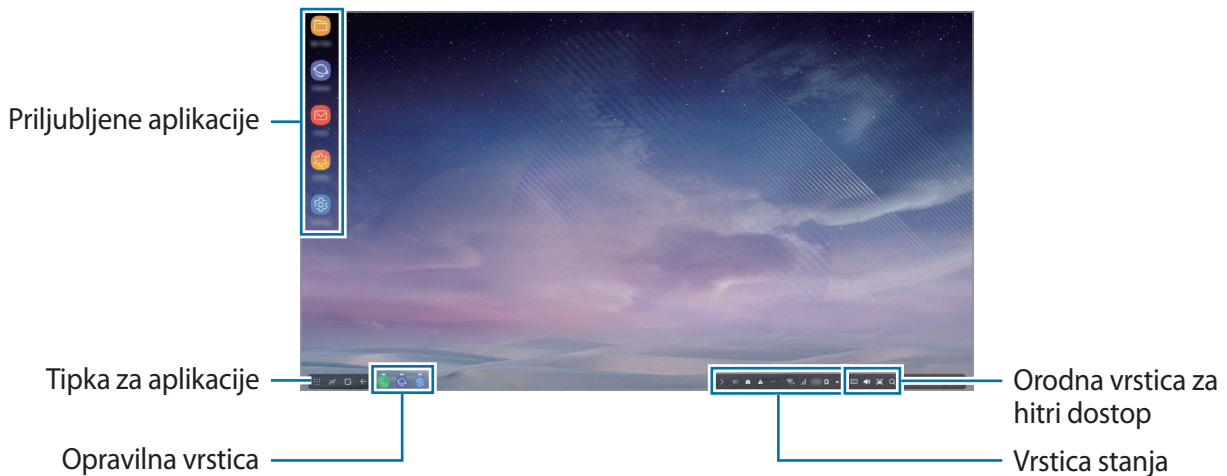 Priljubljene aplikacije
Tipka za aplikacije
Opravilna vrstica
Orodna vrstica za
hitri dostop
Vrstica stanja